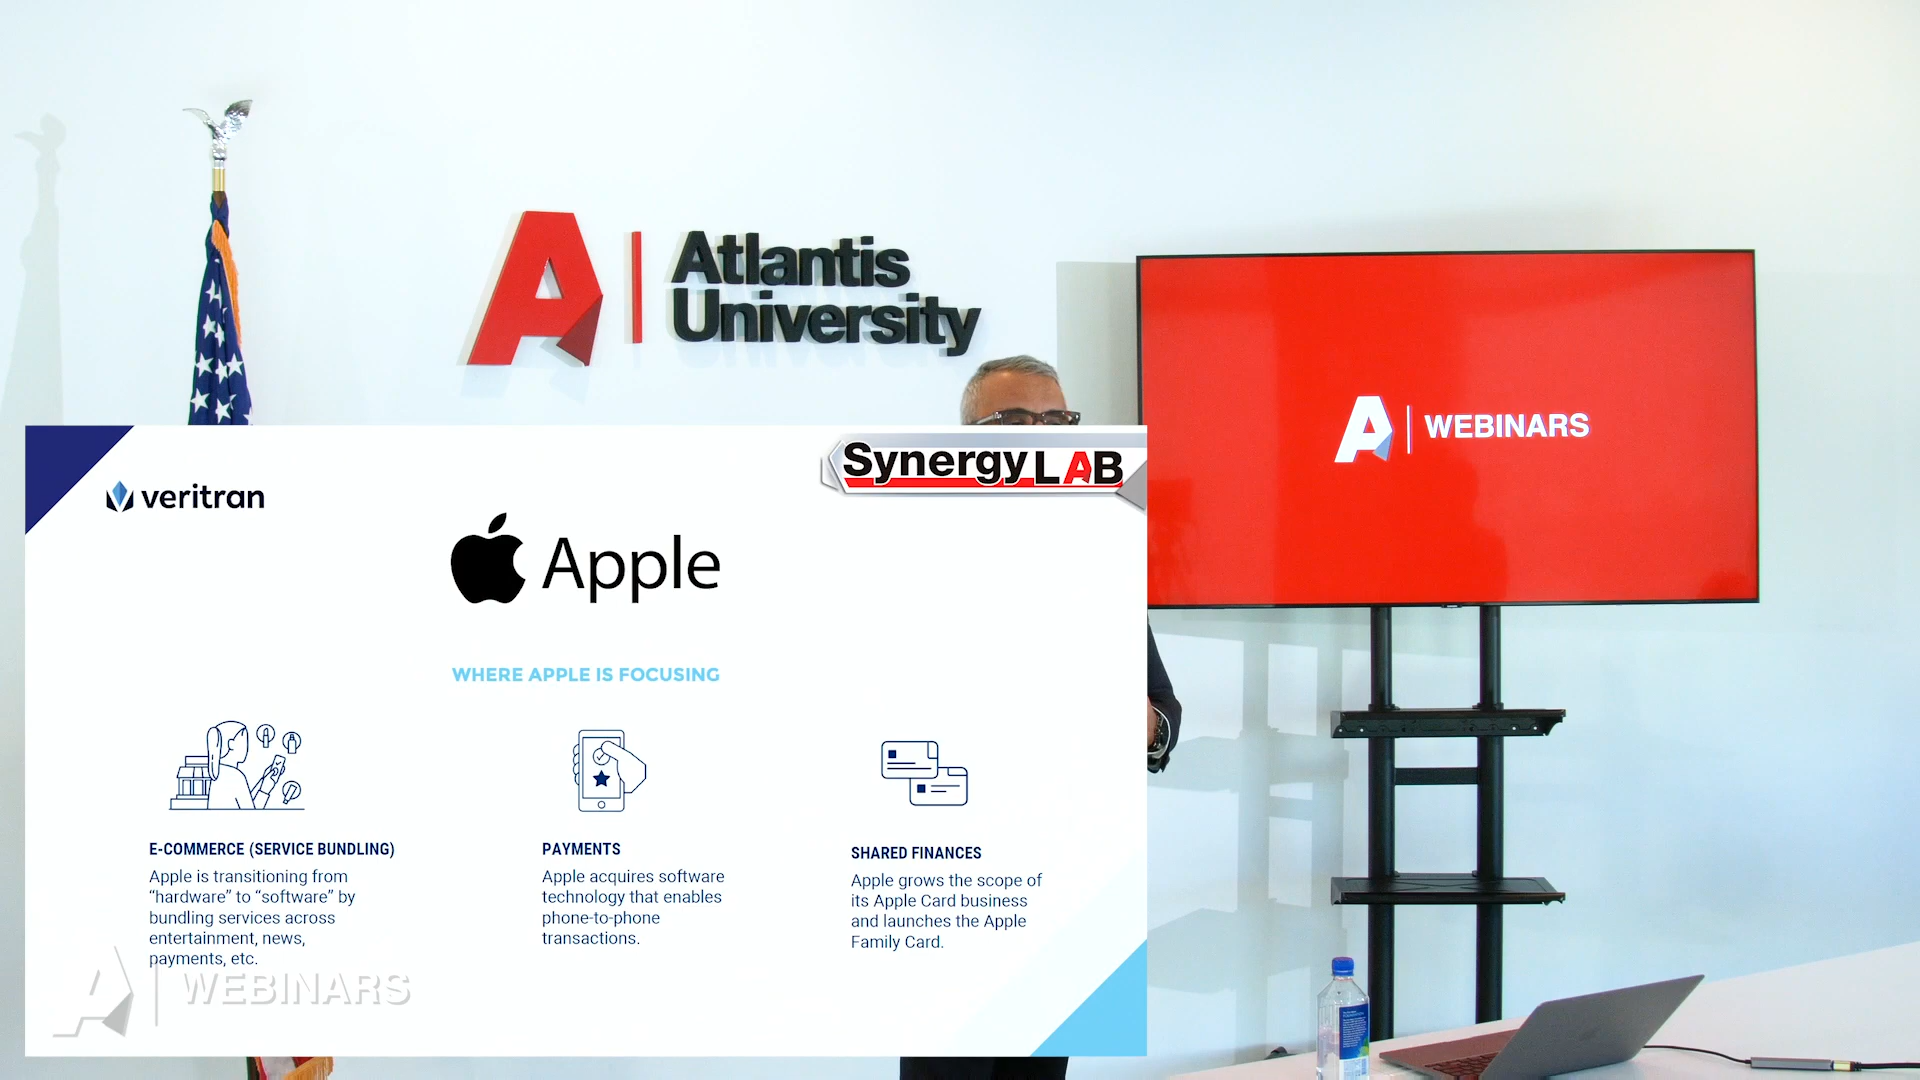 Atlantis
University
A WEBINARS
veritran
SynergyLAB
Apple
WHERE APPLE IS FOCUSING
E-COMMERCE (SERVICE BUNDLING)
Apple is transitioning from
“hardware” to “software” by
bundling services across
entertainment, news,
payments, etc.
PAYMENTS
Apple acquires software
technology that enables
phone-to-phone
transactions.
SHARED FINANCES
Apple grows the scope of
its Apple Card business
and launches the Apple
Family Card.
A WEBINARS